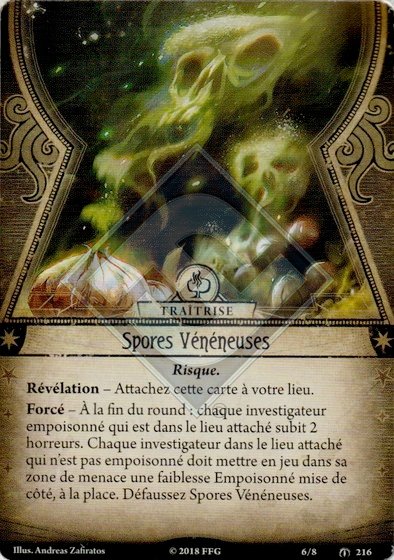 TRAÎTRISE
Spores Vénéneuses
Risque.
Révélation – Attachez cette carte à votre lieu.
Forcé – À la fin du round : chaque investigateur
empoisonné qui est dans le lieu attaché subit 2
horreurs. Chaque investigateur dans le lieu attaché
qui n'est pas empoisonné doit mettre en jeu dans sa
zone de menace une faiblesse Empoisonné mise de
côté, à la place. Défaussez Spores Vénéneuses.
Illus. Andreas Zafiratos © 2018 FFG 6/8 216